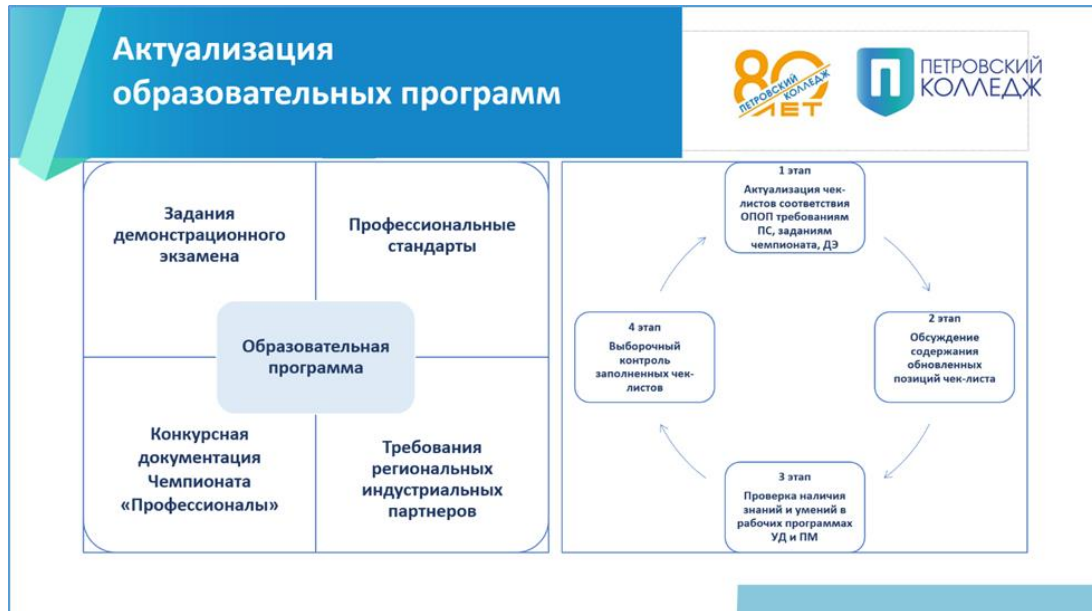 Актуализация
образовательных программ
80
ПЕТРОВСКИЙ КОЛЛЕДЖ
ЛЕТ
П
ПЕТРОВСКИЙ
КОЛЛЕДЖ
Задания
демонстрационного
экзамена
Профессиональные
стандарты
Образовательная
программа
Конкурсная
документация
Чемпионата
«Профессионалы»
Требования
региональных
индустриальных
партнеров
1 этап
Актуализация чек-
листов соответствия
ОПОП требованиям
ПС, заданиям
чемпионата, ДЭ
2 этап
Обсуждение
содержания
обновленных
позиций чек-листа
3 этап
Проверка наличия
знаний и умений в
рабочих программах
УД и ПМ
4 этап
Выборочный
контроль
заполненных чек-
листов